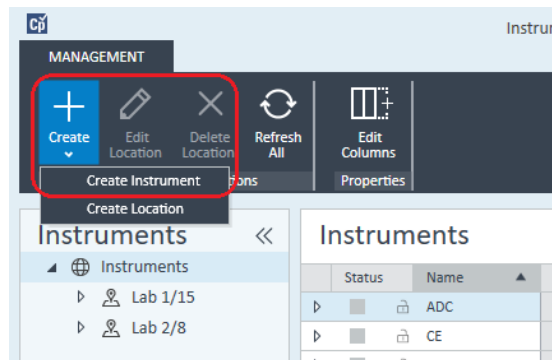 Cp
Instru
MANAGEMENT
Create
Edit Location
Delete Location
Refresh All
Edit Columns
Create Instrument
ons
Properties
Create Location
Instruments
Instruments
Instruments
Status
Name
Lab 1/15
ADC
Lab 2/8
CE